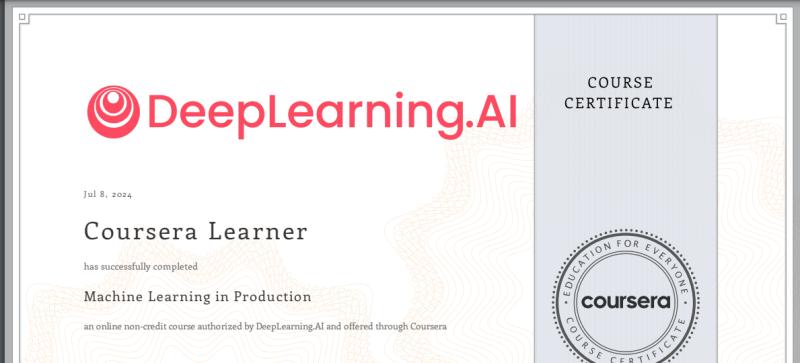 DeepLearning.AI
COURSE
CERTIFICATE
Jul 8, 2024
Coursera Learner
has successfully completed
Machine Learning in Production
an online non-credit course authorized by DeepLearning.AI and offered through Coursera
EDUCATION FOR EVERYONE
coursera
COURSE CERTIFICATE